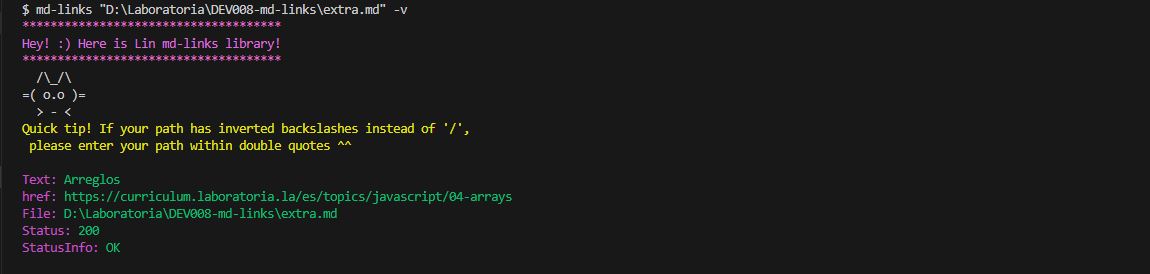 $ md-links "D:\Laboratoria\DEV008-md-links\extra.md" -v
*************************************
Hey! :) Here is Lin md-links library!
*************************************
  /\_/\
=( o.o )=
  > - <
Quick tip! If your path has inverted backslashes instead of '/',
 please enter your path within double quotes ^^

Text: Arreglos
href: https://curriculum.laboratoria.la/es/topics/javascript/04-arrays
File: D:\Laboratoria\DEV008-md-links\extra.md
Status: 200
StatusInfo: OK